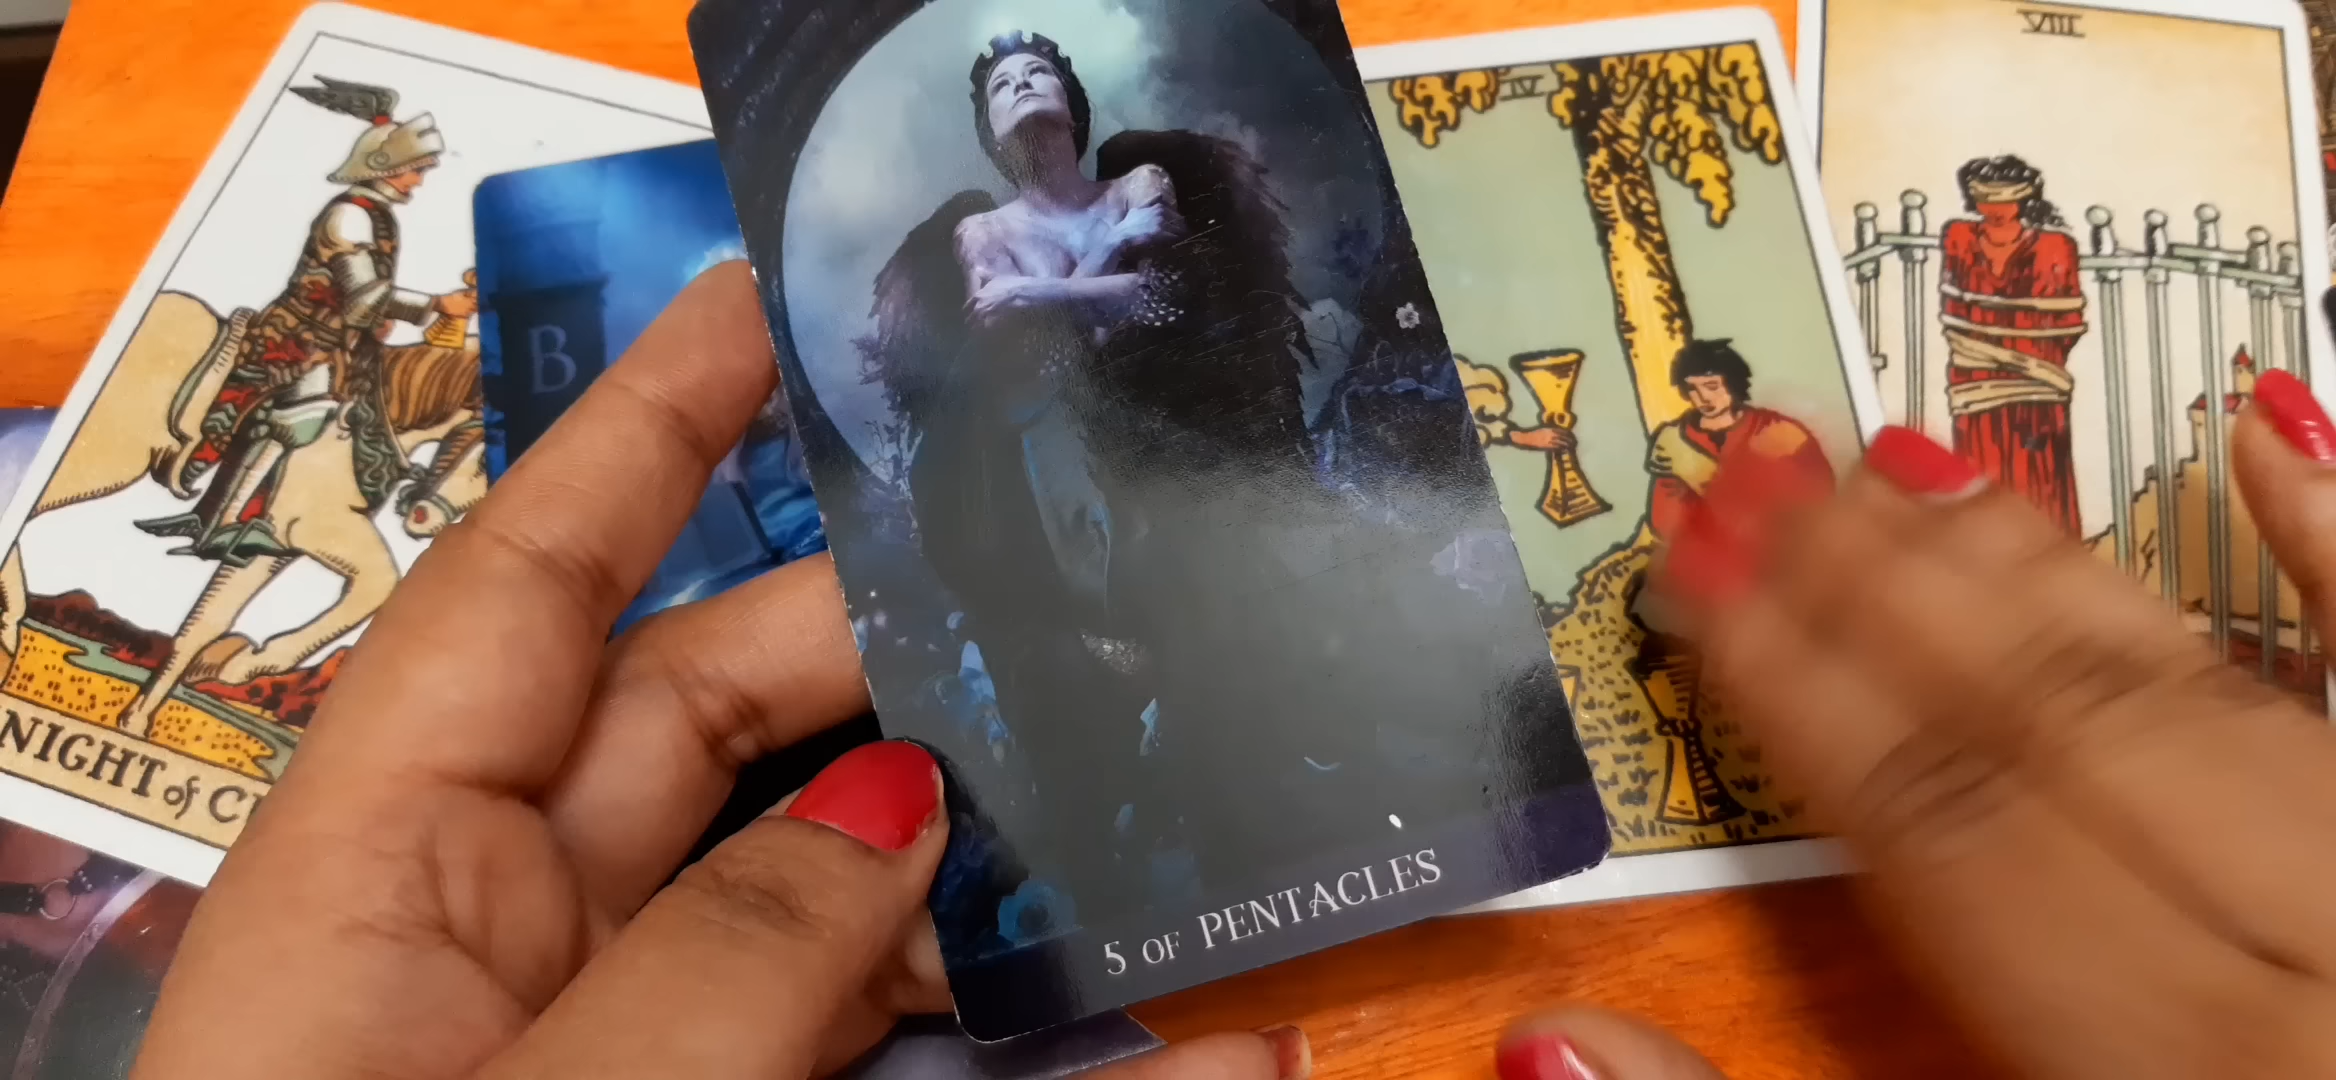 VIII
IV
B
NIGHT of C
5 OF PENTACLES